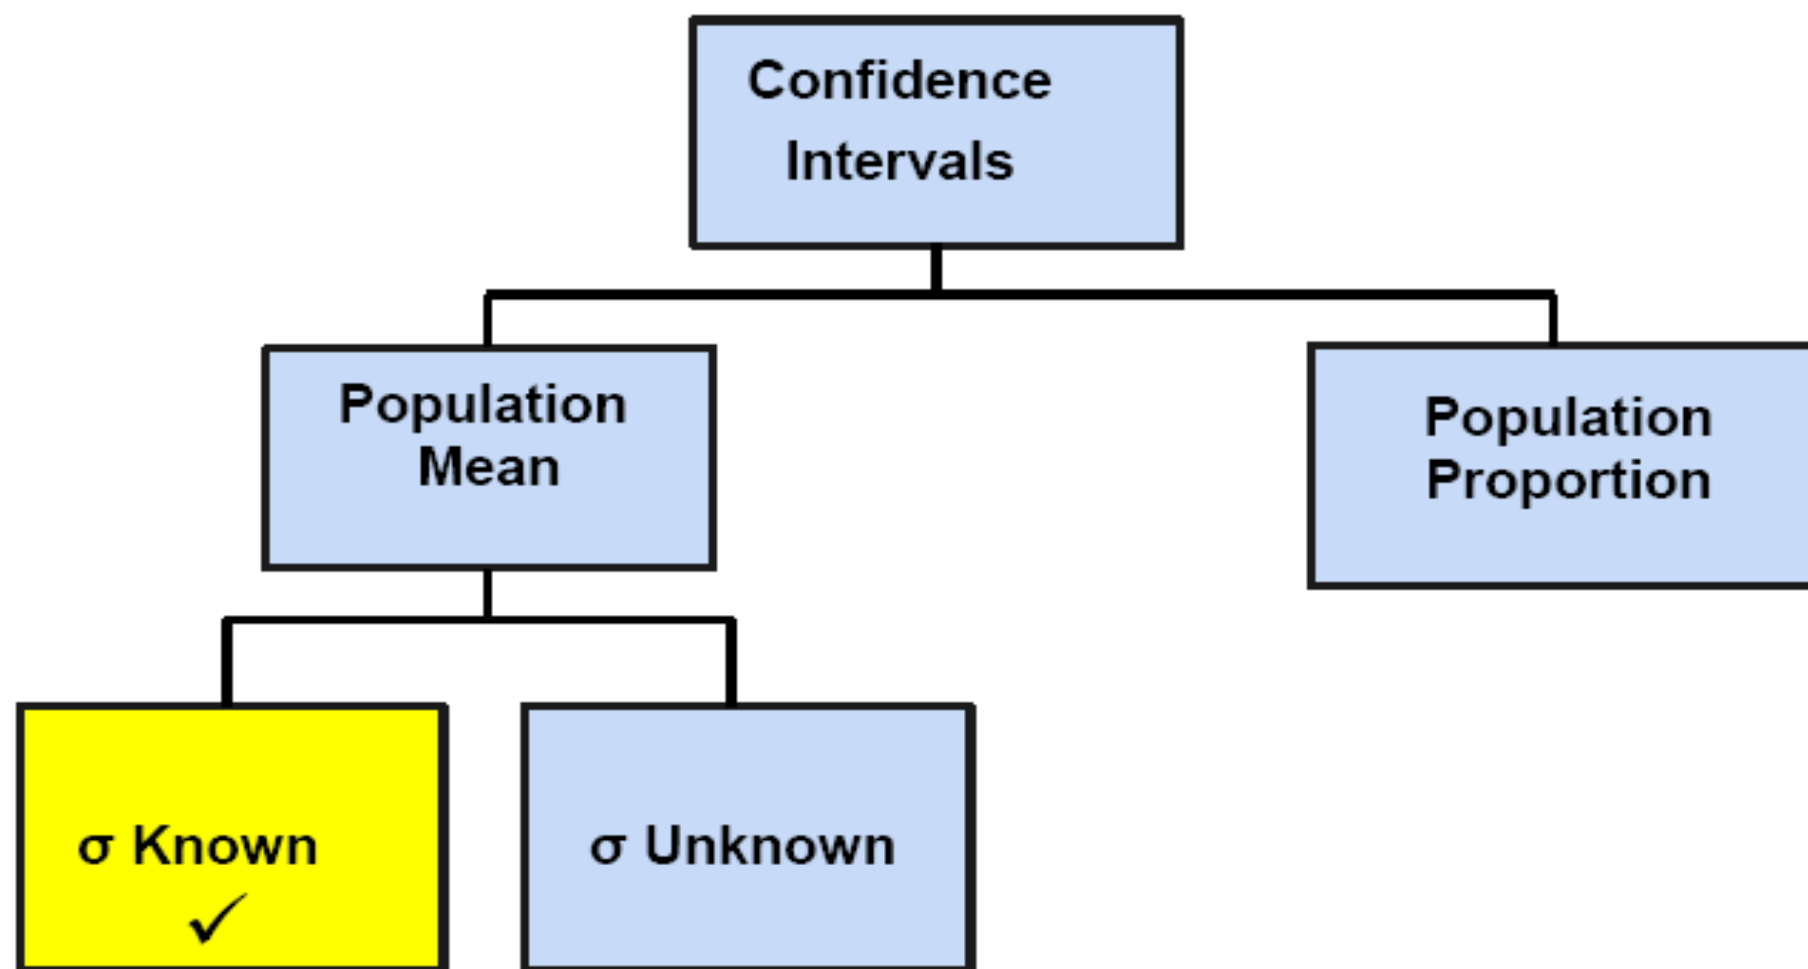 Confidence
Intervals
Population
Mean
Population
Proportion
σ Known
✓
σ Unknown